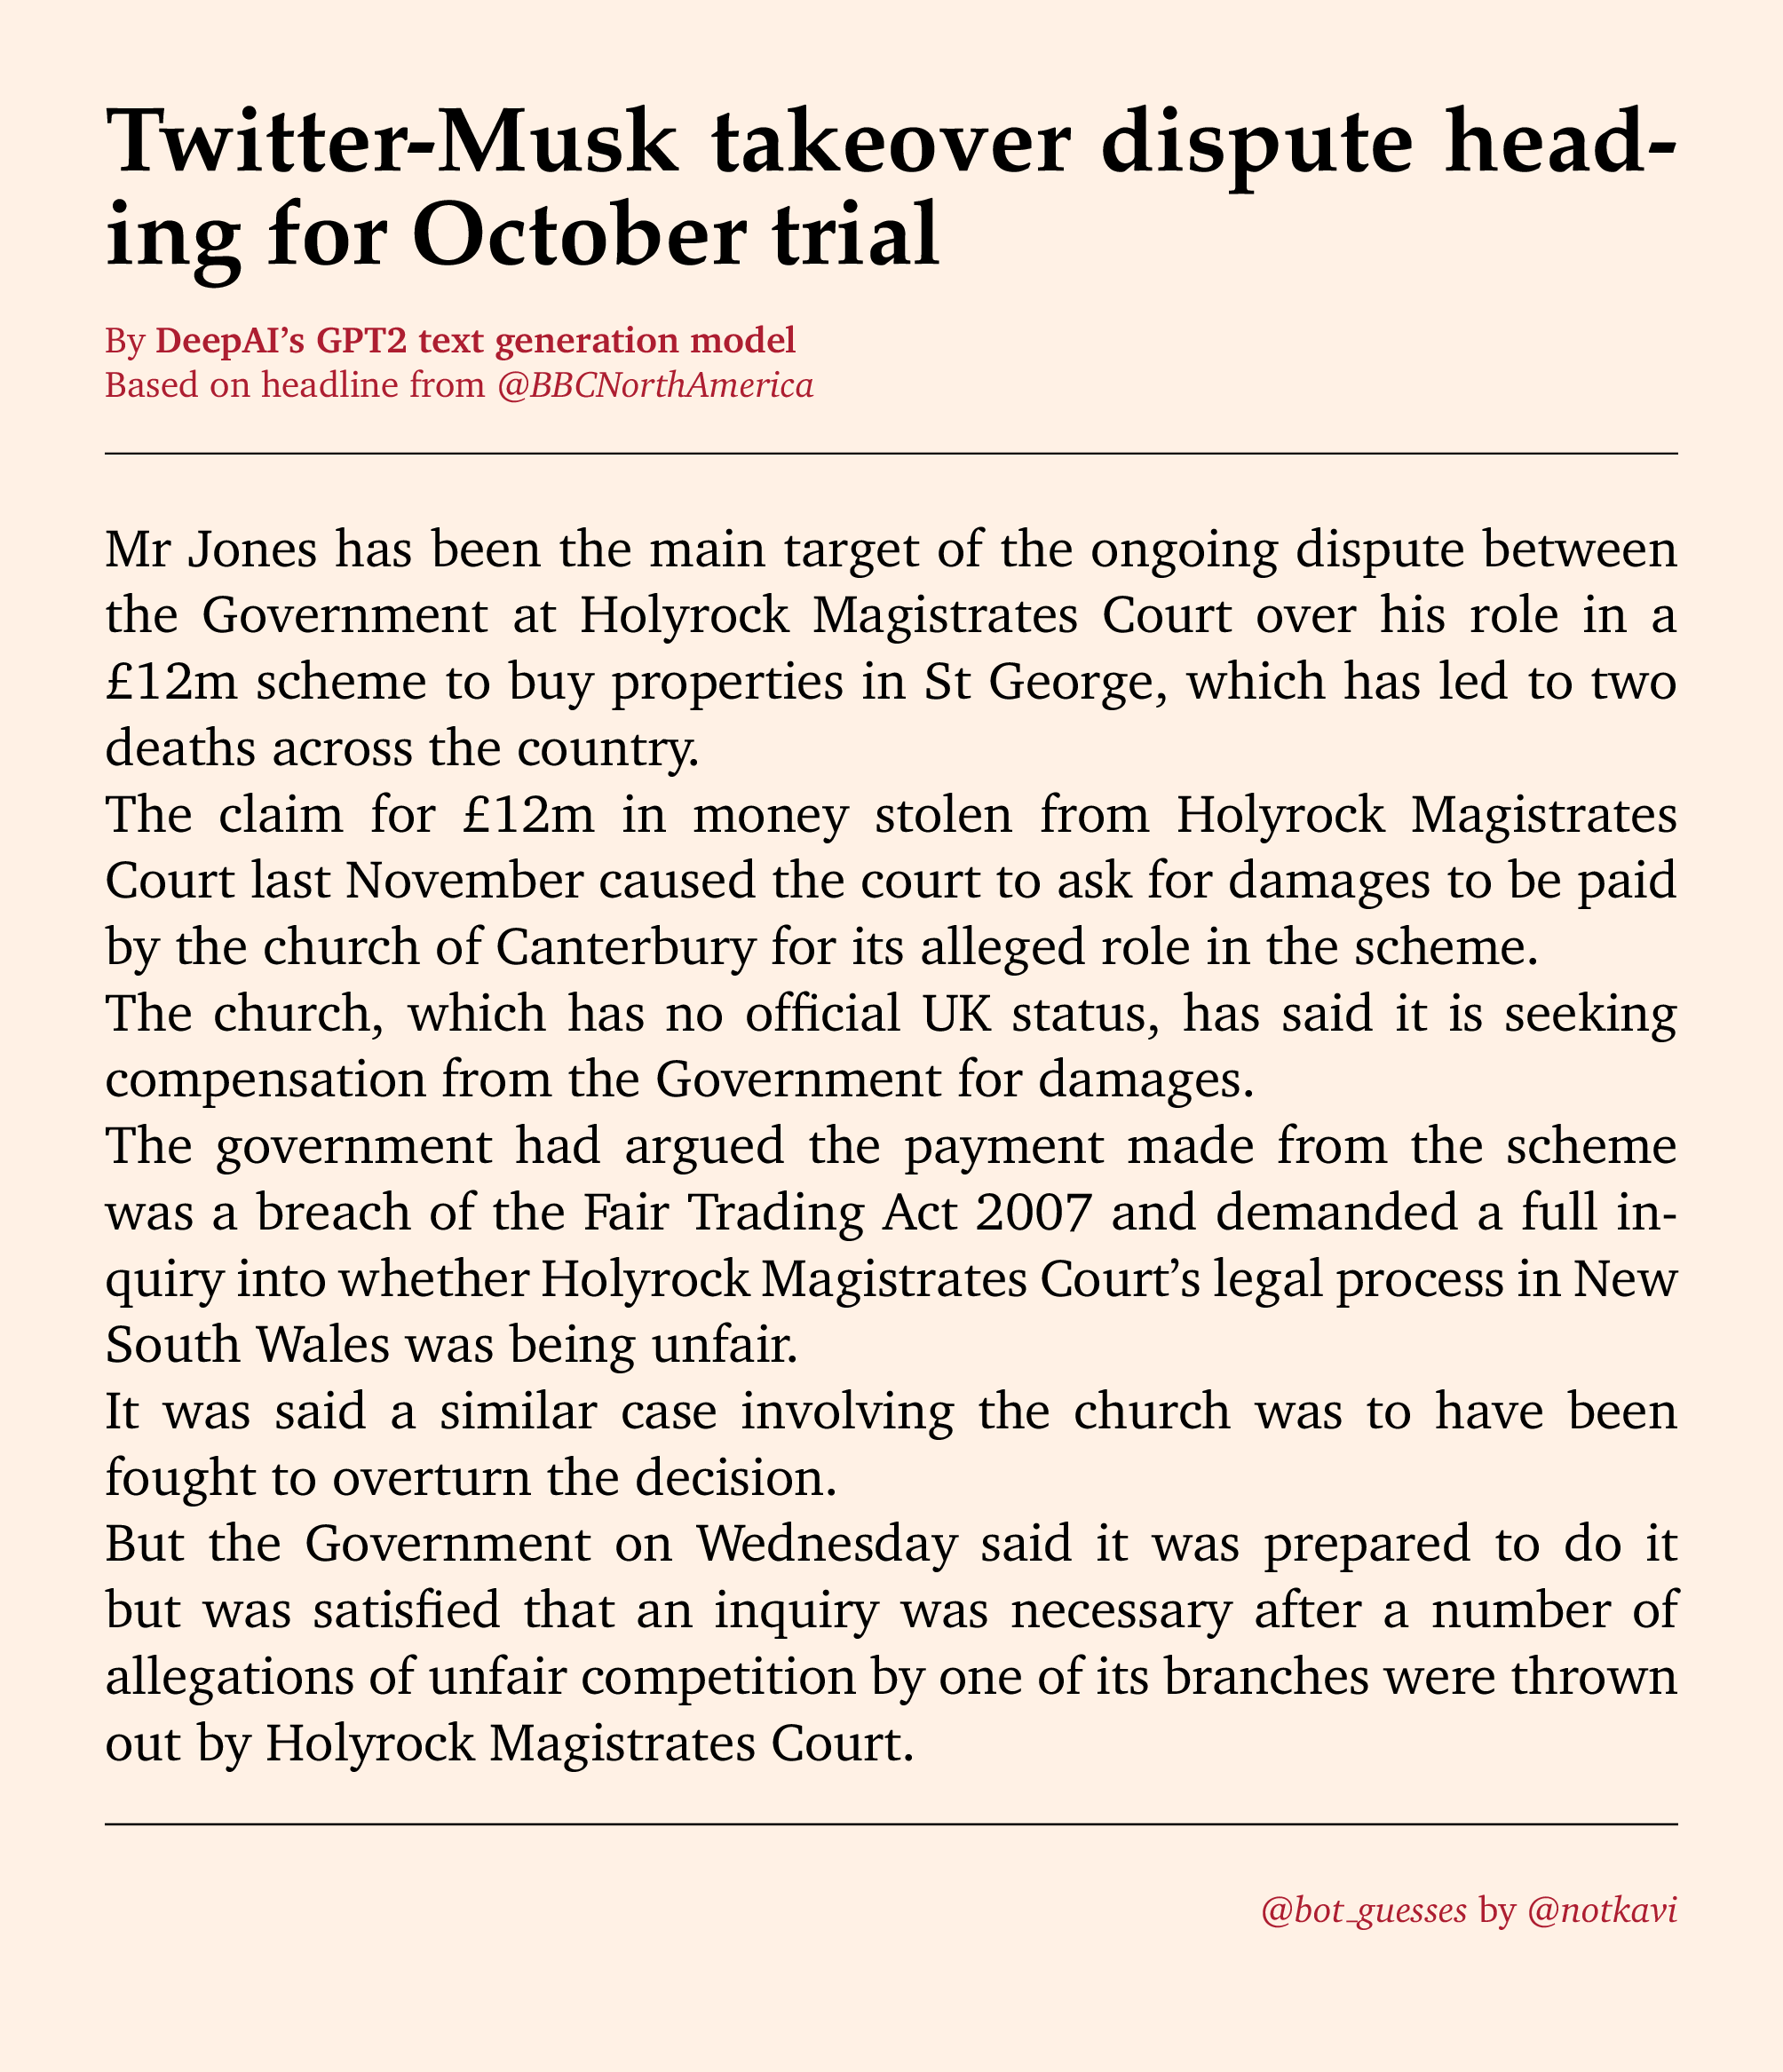 Twitter-Musk takeover dispute head-
ing for October trial
By DeepAI’s GPT2 text generation model
Based on headline from @BBCNorthAmerica
Mr Jones has been the main target of the ongoing dispute between
the Government at Holyrock Magistrates Court over his role in a
£12m scheme to buy properties in St George, which has led to two
deaths across the country.
The claim for £12m in money stolen from Holyrock Magistrates
Court last November caused the court to ask for damages to be paid
by the church of Canterbury for its alleged role in the scheme.
The church, which has no official UK status, has said it is seeking
compensation from the Government for damages.
The government had argued the payment made from the scheme
was a breach of the Fair Trading Act 2007 and demanded a full in-
quiry into whether Holyrock Magistrates Court’s legal process in New
South Wales was being unfair.
It was said a similar case involving the church was to have been
fought to overturn the decision.
But the Government on Wednesday said it was prepared to do it
but was satisfied that an inquiry was necessary after a number of
allegations of unfair competition by one of its branches were thrown
out by Holyrock Magistrates Court.
@bot_guesses by @notkavi